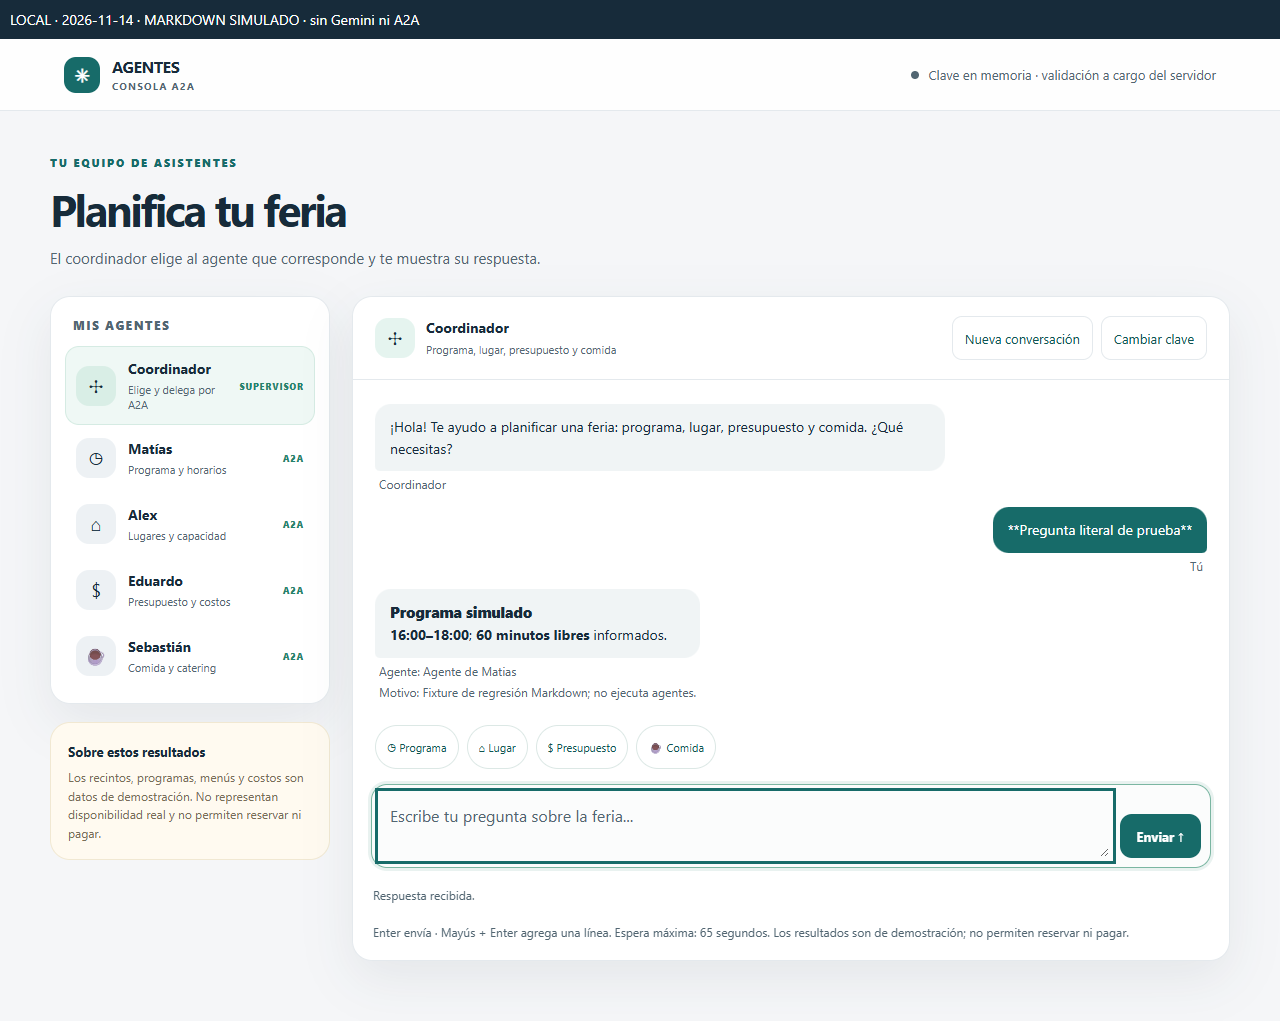 LOCAL · 2026-11-14 · MARKDOWN SIMULADO · sin Gemini ni A2A
AGENTES
CONSOLA A2A
Clave en memoria · validación a cargo del servidor
TU EQUIPO DE ASISTENTES
Planifica tu feria
El coordinador elige al agente que corresponde y te muestra su respuesta.
MIS AGENTES
Coordinador
Elige y delega por
A2A
SUPERVISOR
Matías
Programa y horarios
A2A
Alex
Lugares y capacidad
A2A
$
Eduardo
Presupuesto y costos
A2A
Sebastián
Comida y catering
A2A
Sobre estos resultados
Los recintos, programas, menús y costos son
datos de demostración. No representan
disponibilidad real y no permiten reservar ni
pagar.
Coordinador
Programa, lugar, presupuesto y comida
Nueva conversación
Cambiar clave
¡Hola! Te ayudo a planificar una feria: programa, lugar, presupuesto y comida. ¿Qué
necesitas?
Coordinador
**Pregunta literal de prueba**
Tú
Programa simulado
16:00–18:00; 60 minutos libres informados.
Agente: Agente de Matias
Motivo: Fixture de regresión Markdown; no ejecuta agentes.
Programa
Lugar
$ Presupuesto
Comida
Escribe tu pregunta sobre la feria...
Enviar ↑
Respuesta recibida.
Enter envía · Mayús + Enter agrega una línea. Espera máxima: 65 segundos. Los resultados son de demostración; no permiten reservar ni pagar.